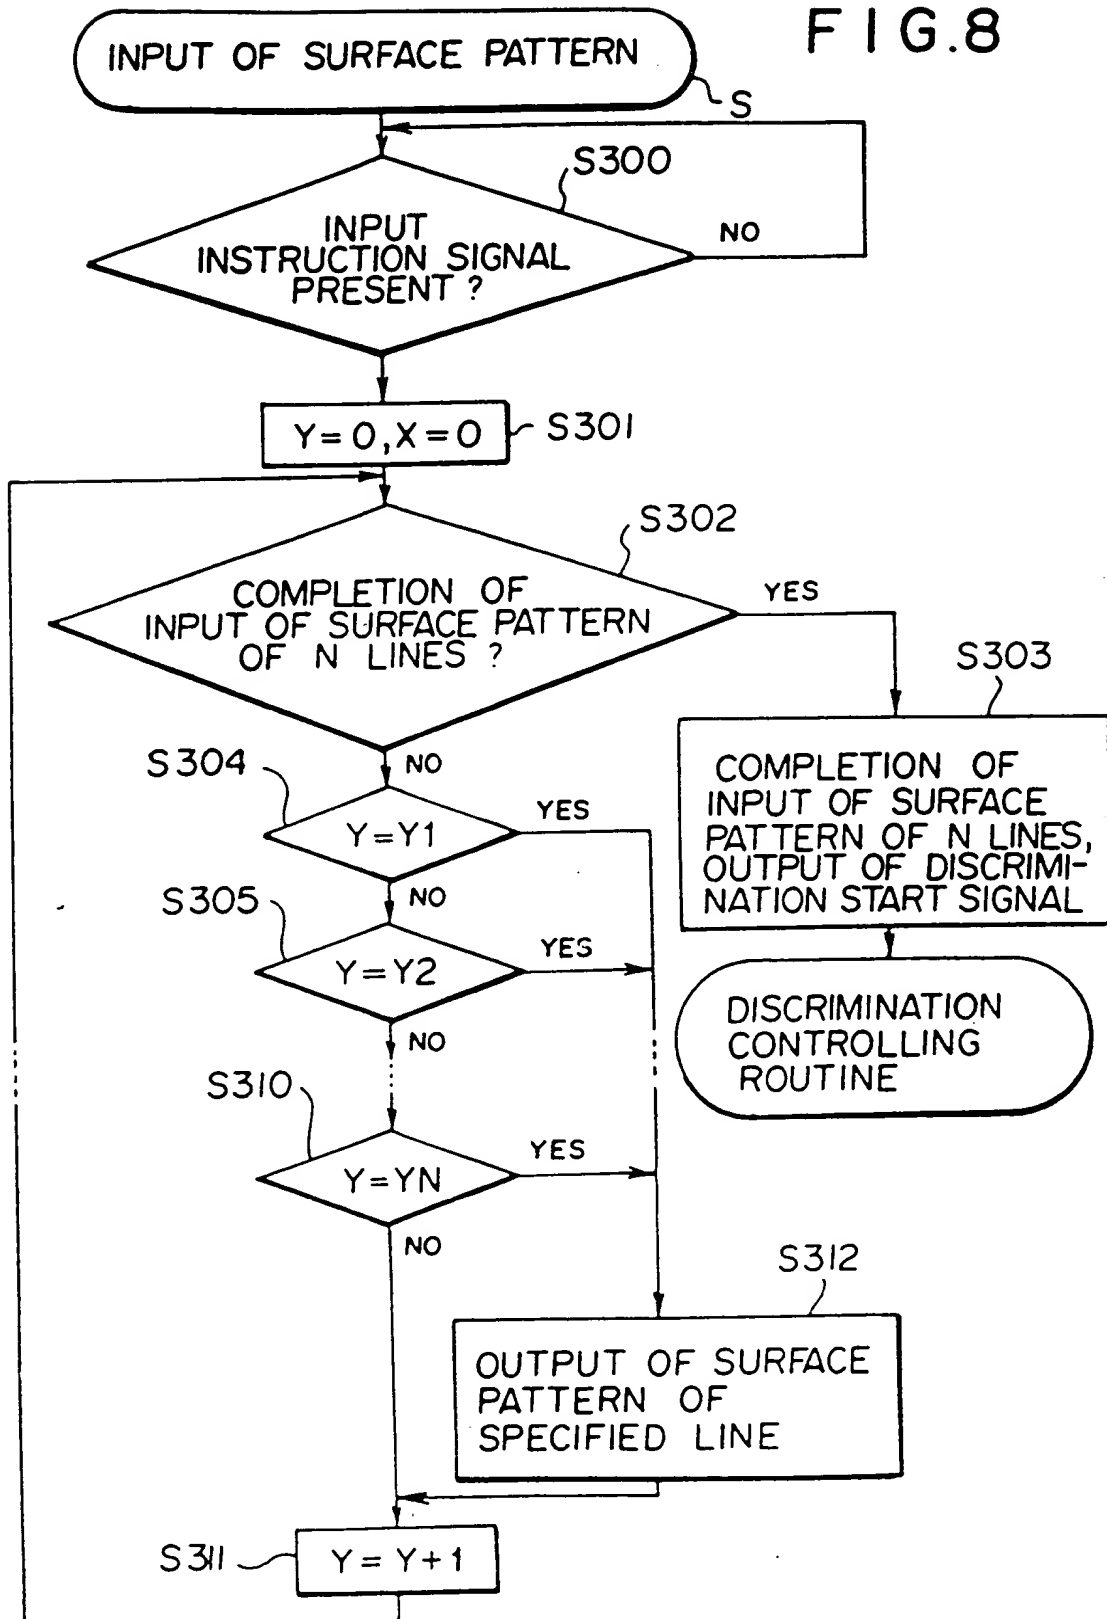 FIG.8
INPUT OF SURFACE PATTERN
S
S300
INPUT
INSTRUCTION SIGNAL
PRESENT ?
NO
Y=0,X=0
S301
S302
COMPLETION OF
INPUT OF SURFACE PATTERN
OF N LINES ?
YES
S303
NO
COMPLETION OF
INPUT OF SURFACE
PATTERN OF N LINES,
OUTPUT OF DISCRIMI-
NATION START SIGNAL
S304
Y=Y1
YES
NO
S305
Y=Y2
YES
NO
DISCRIMINATION
CONTROLLING
ROUTINE
S310
Y=YN
YES
NO
S312
OUTPUT OF SURFACE
PATTERN OF
SPECIFIED LINE
S311
Y=Y+1